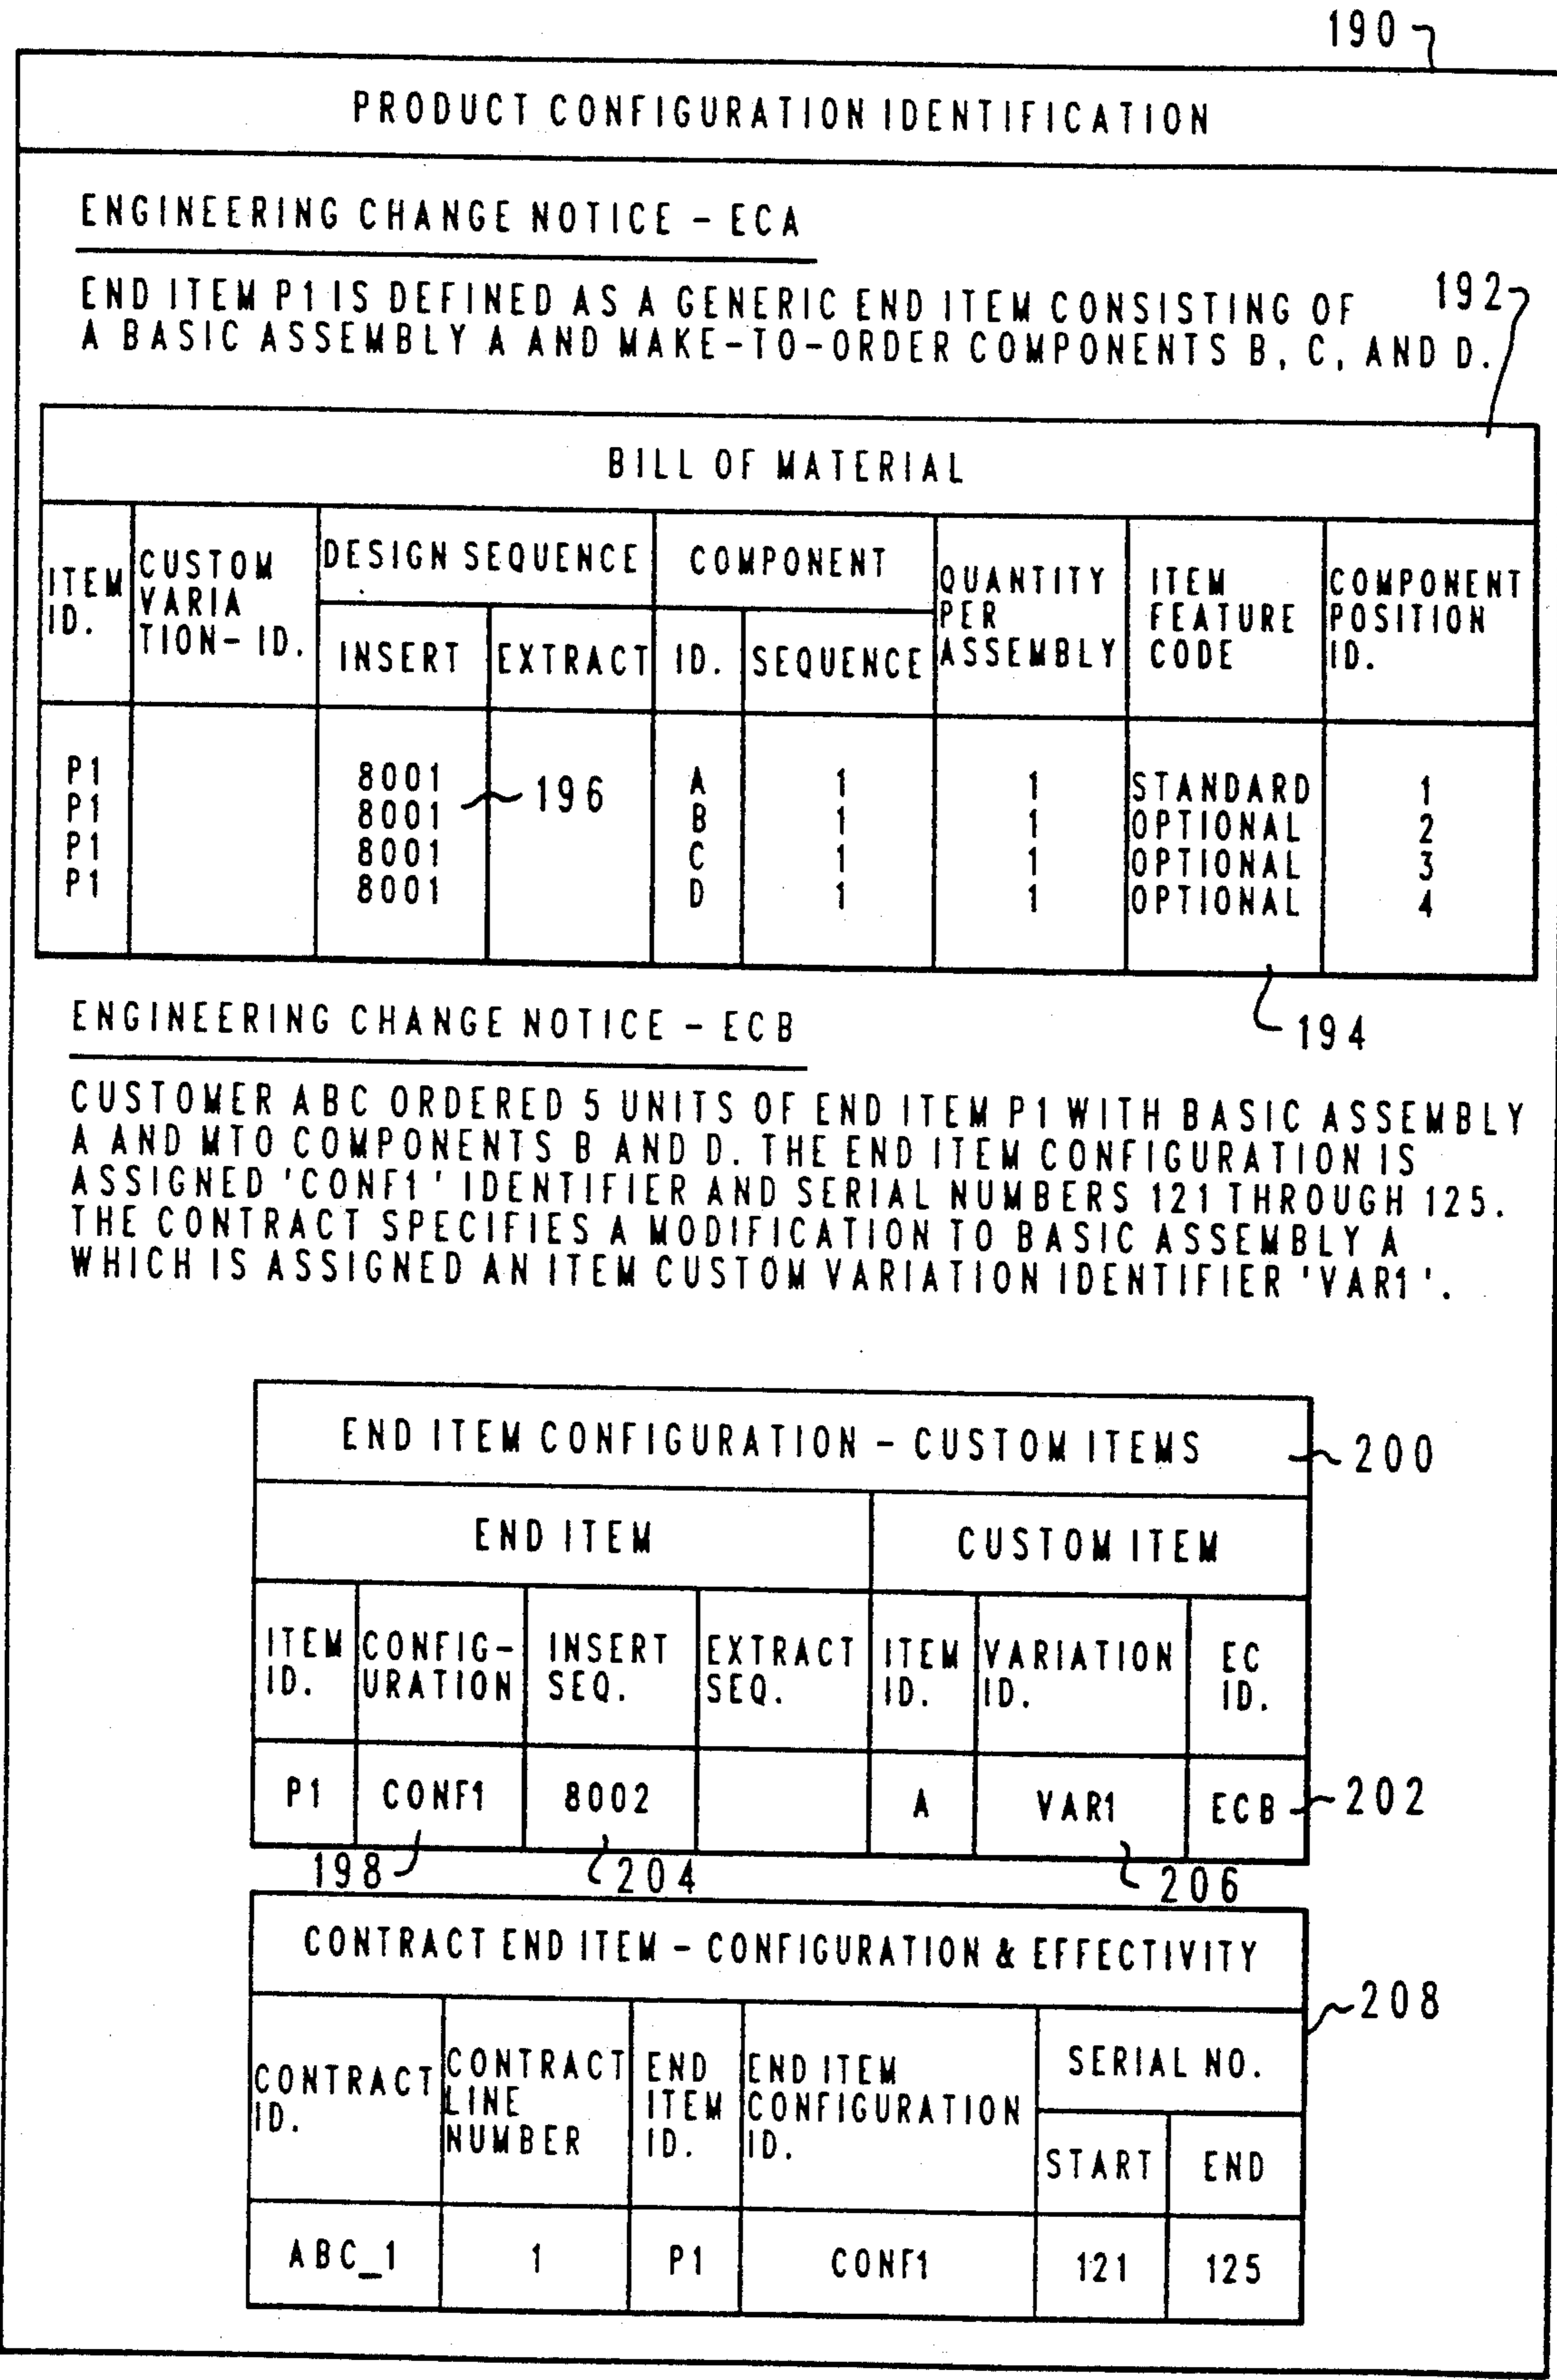 190
PRODUCT CONFIGURATION IDENTIFICATION
ENGINEERING CHANGE NOTICE - ECA
END ITEM P1 IS DEFINED AS A GENERIC END ITEM CONSISTING OF
A BASIC ASSEMBLY A AND MAKE-TO-ORDER COMPONENTS B, C, AND D.
192
BILL OF MATERIAL
ITEM ID.
CUSTOM VARIA TION- ID.
DESIGN SEQUENCE
INSERT EXTRACT
COMPONENT
ID. SEQUENCE
QUANTITY PER ASSEMBLY
ITEM FEATURE CODE
COMPONENT POSITION ID.
P1 8001 A 1 1 STANDARD 1
P1 8001 B 1 1 OPTIONAL 2
P1 8001 C 1 1 OPTIONAL 3
P1 8001 D 1 1 OPTIONAL 4
196
194
ENGINEERING CHANGE NOTICE - ECB
CUSTOMER ABC ORDERED 5 UNITS OF END ITEM P1 WITH BASIC ASSEMBLY
A AND MTO COMPONENTS B AND D. THE END ITEM CONFIGURATION IS
ASSIGNED 'CONF1' IDENTIFIER AND SERIAL NUMBERS 121 THROUGH 125.
THE CONTRACT SPECIFIES A MODIFICATION TO BASIC ASSEMBLY A
WHICH IS ASSIGNED AN ITEM CUSTOM VARIATION IDENTIFIER 'VAR1'.
END ITEM CONFIGURATION - CUSTOM ITEMS
200
END ITEM CUSTOM ITEM
ITEM ID.
CONFIG- URATION
INSERT SEQ.
EXTRACT SEQ.
ITEM ID.
VARIATION ID.
EC ID.
P1 CONF1 8002 A VAR1 ECB
202
198 204 206
CONTRACT END ITEM - CONFIGURATION & EFFECTIVITY
208
CONTRACT ID.
CONTRACT LINE NUMBER
END ITEM ID.
END ITEM CONFIGURATION ID.
SERIAL NO.
START END
ABC_1 1 P1 CONF1 121 125